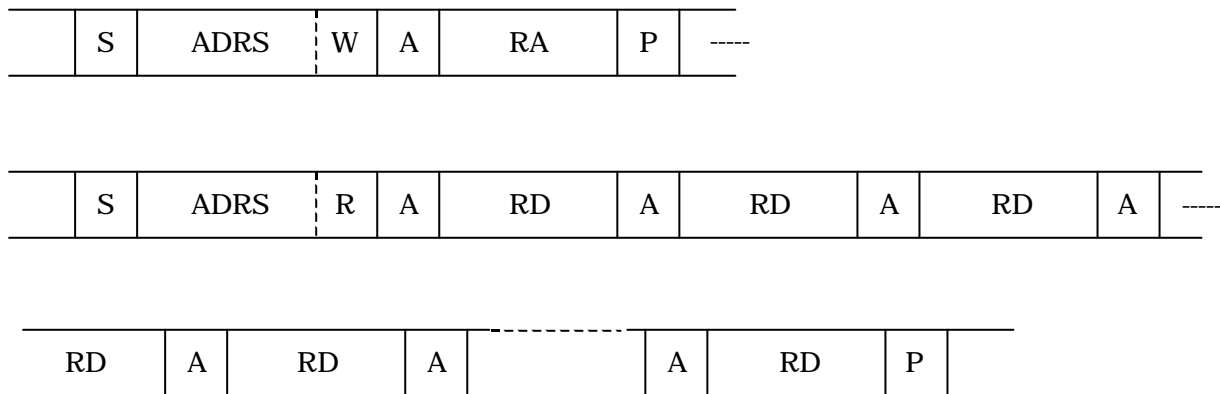 S ADRS W A RA P -----
S ADRS R A RD A RD A RD A -----
RD A RD A A RD P